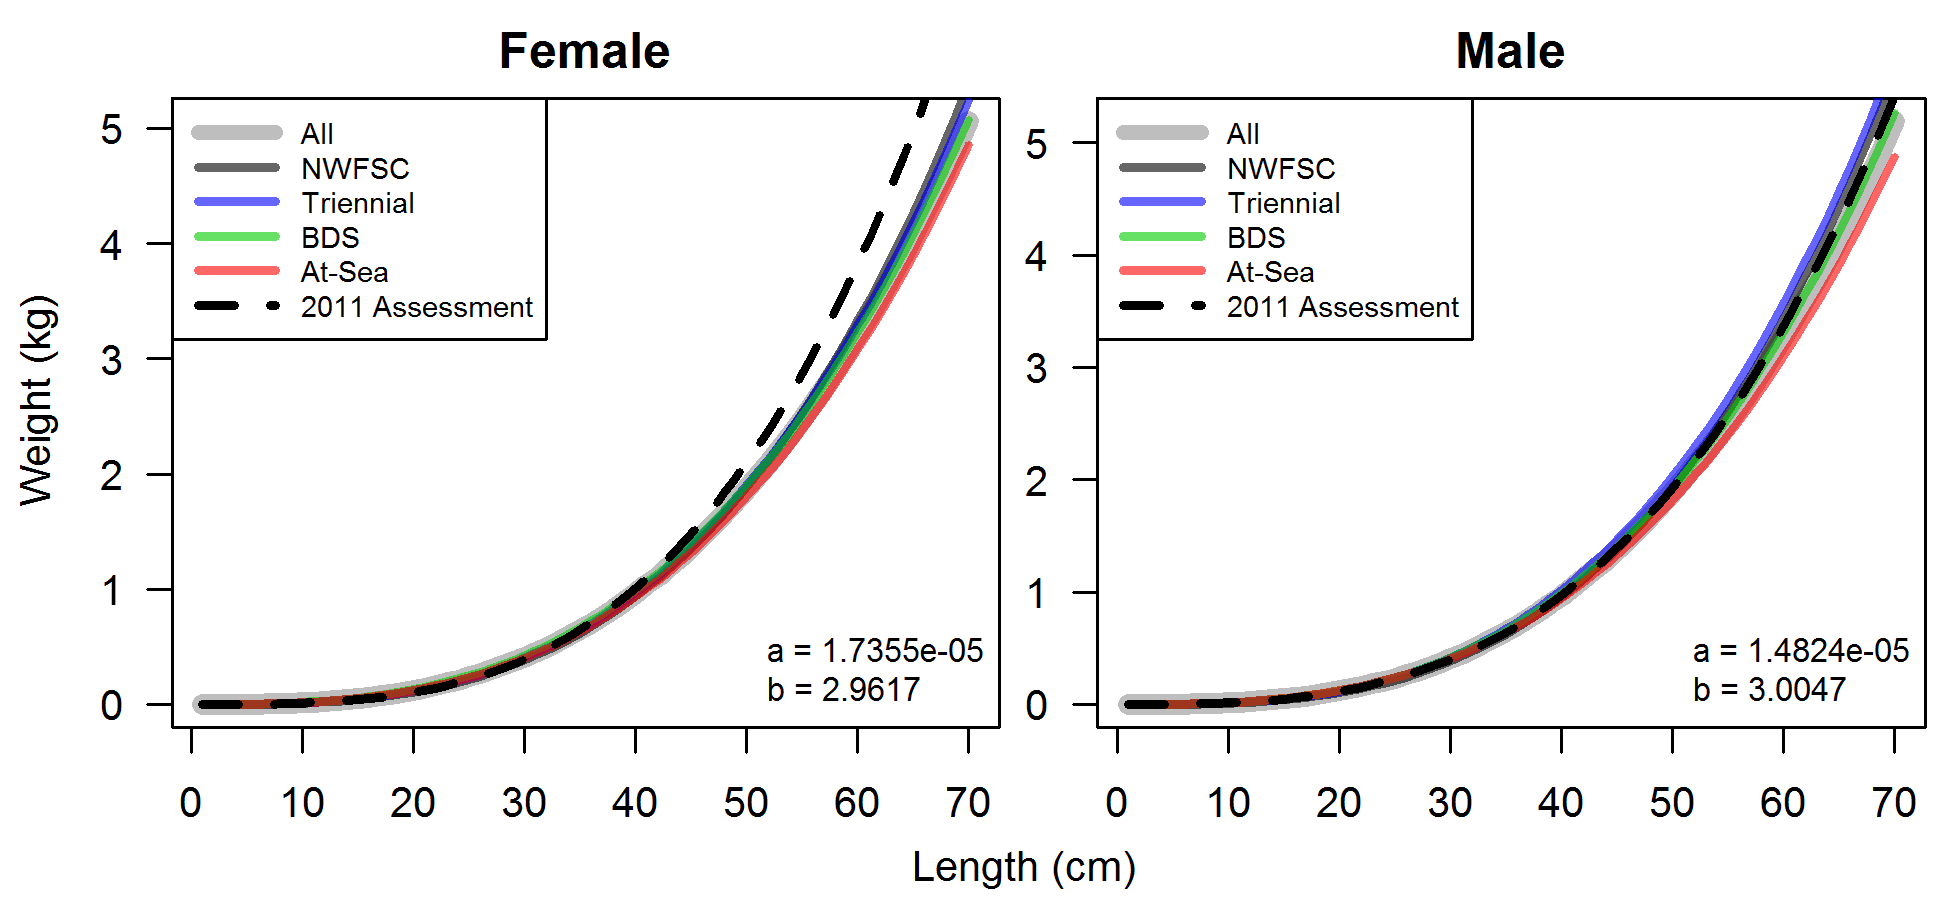 Female
Male
All
NWFSC
Triennial
BDS
At-Sea
2011 Assessment
a = 1.7355e-05
b = 2.9617
5
4
3
2
1
0
0 10 20 30 40 50 60 70
All
NWFSC
Triennial
BDS
At-Sea
2011 Assessment
a = 1.4824e-05
b = 3.0047
5
4
3
2
1
0
0 10 20 30 40 50 60 70
Weight (kg)
Length (cm)